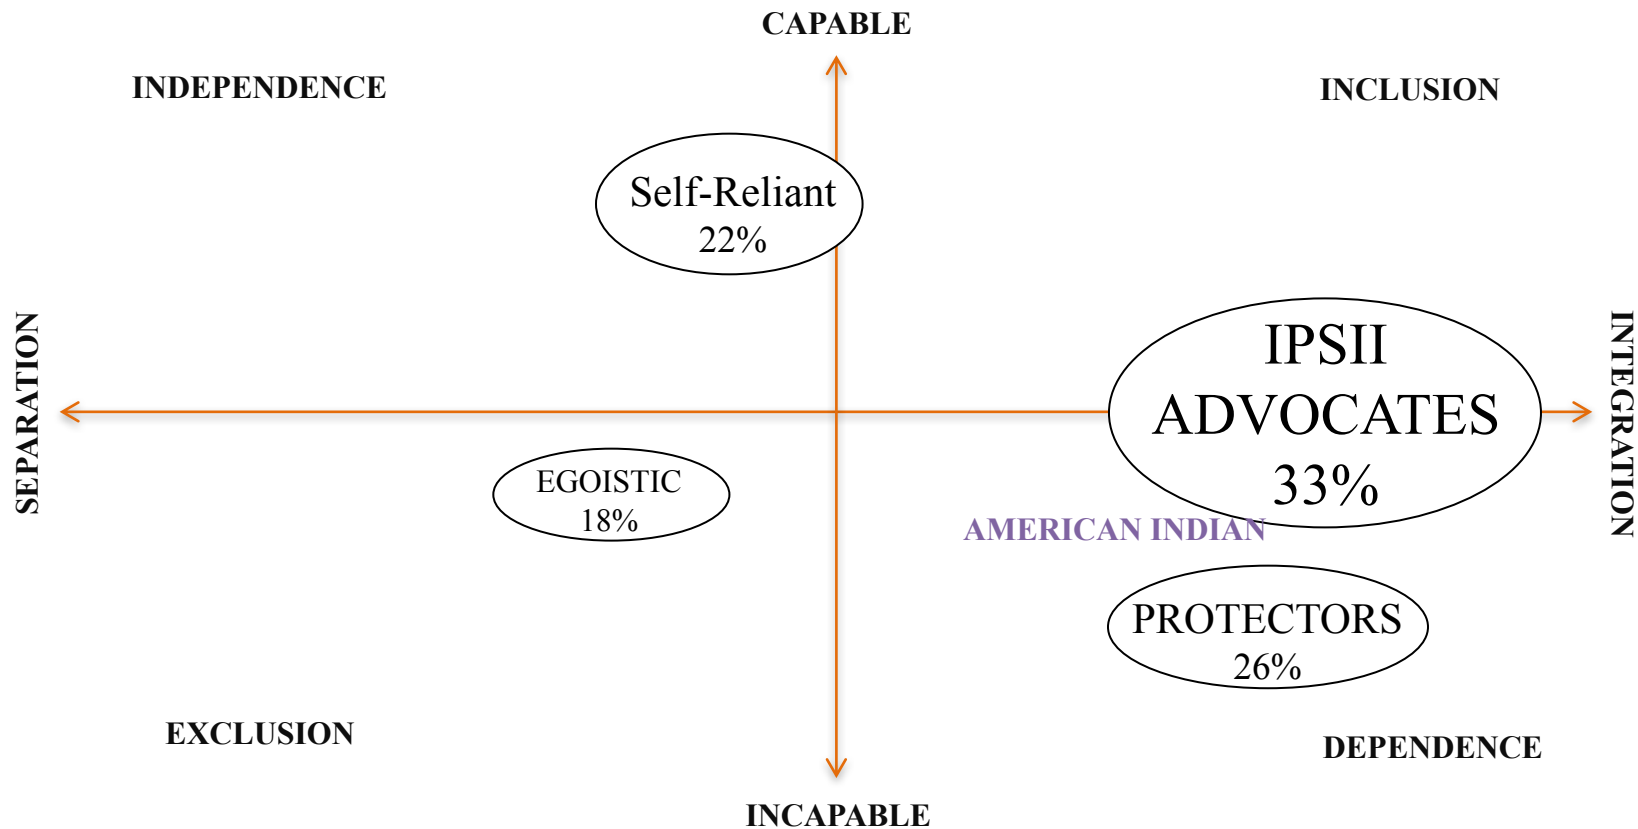 CAPABLE
INDEPENDENCE
INCLUSION
Self-Reliant
22%
SEPARATION
IPSII
ADVOCATES
33%
INTEGRATION
EGOISTIC
18%
AMERICAN INDIAN
PROTECTORS
26%
EXCLUSION
DEPENDENCE
INCAPABLE